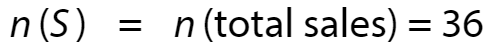 n(S) = n(total sales) = 36